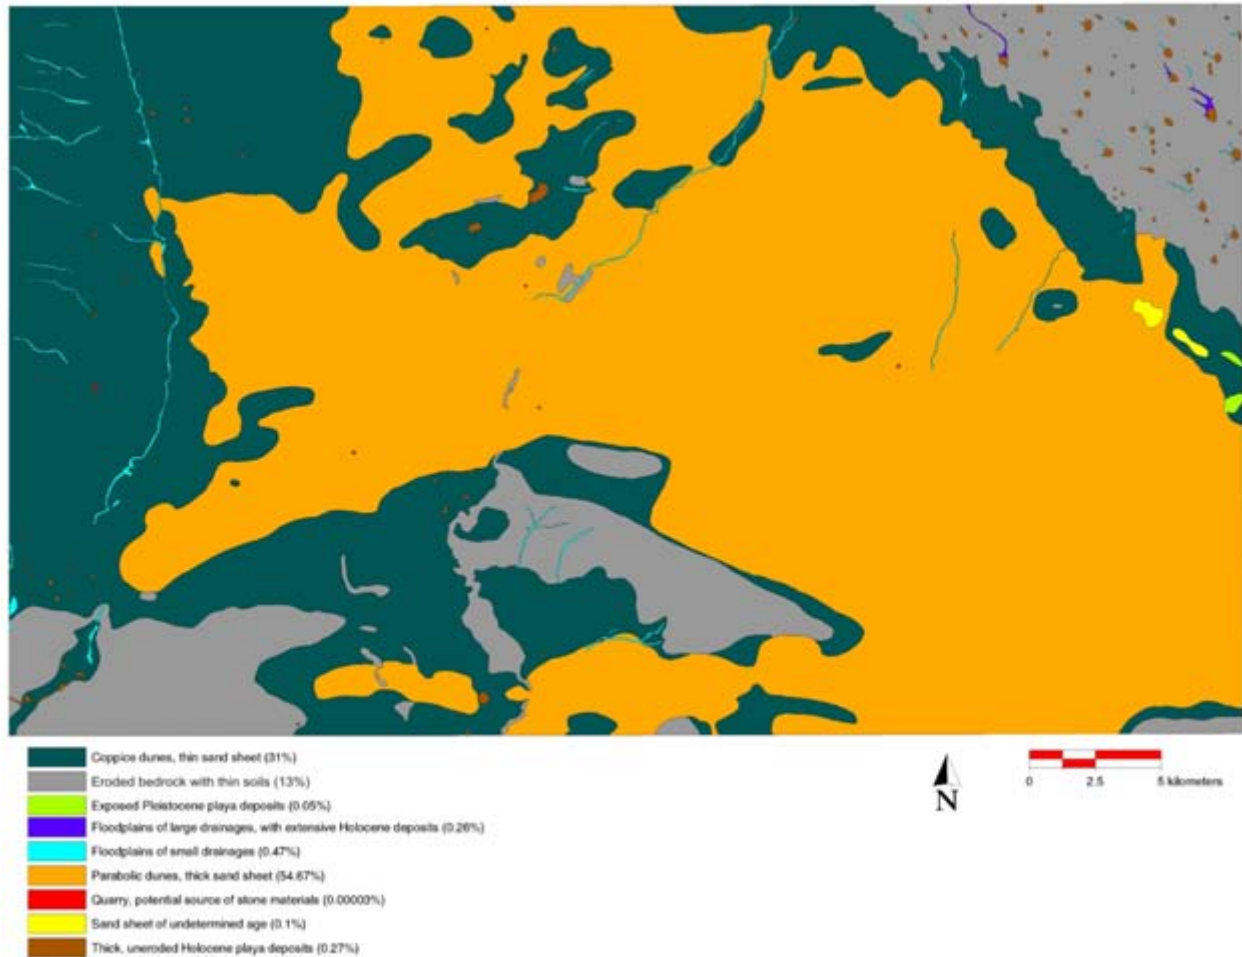 Coppice dunes, thin sand sheet (31%)
Eroded bedrock with thin soils (13%)
Exposed Pleistocene playa deposits (0.05%)
Floodplains of large drainages, with extensive Holocene deposits (0.26%)
Floodplains of small drainages (0.47%)
Parabolic dunes, thick sand sheet (54.67%)
Quarry, potential source of stone materials (0.00003%)
Sand sheet of undetermined age (0.1%)
Thick, uneroded Holocene playa deposits (0.27%)
N
0 2.5 5 kilometers